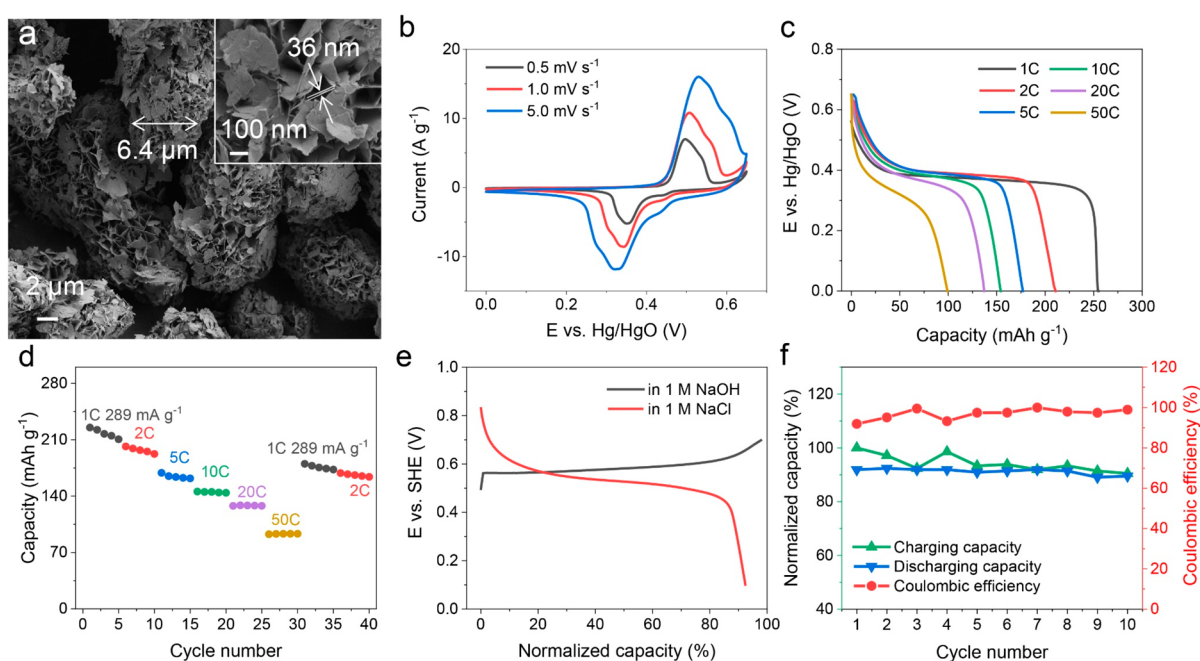 a
36 nm
100 nm
6.4 µm
2 µm
b
20
10
0
-10
Current (A g⁻¹)
0.5 mV s⁻¹
1.0 mV s⁻¹
5.0 mV s⁻¹
0.0 0.2 0.4 0.6
E vs. Hg/HgO (V)
c
0.8
0.6
0.4
0.2
0.0
E vs. Hg/HgO (V)
1C 10C
2C 20C
5C 50C
0 50 100 150 200 250 300
Capacity (mAh g⁻¹)
d
280
210
140
70
0
Capacity (mAh g⁻¹)
1C 289 mA g⁻¹
2C
5C
10C
20C
50C
1C 289 mA g⁻¹
2C
0 5 10 15 20 25 30 35 40
Cycle number
e
1.0
0.8
0.6
0.4
0.2
0.0
E vs. SHE (V)
in 1 M NaOH
in 1 M NaCl
0 20 40 60 80 100
Normalized capacity (%)
f
120
100
80
60
40
Normalized capacity (%)
Charging capacity
Discharging capacity
Coulombic efficiency
120
100
80
60
40
20
0
Coulombic efficiency (%)
1 2 3 4 5 6 7 8 9 10
Cycle number